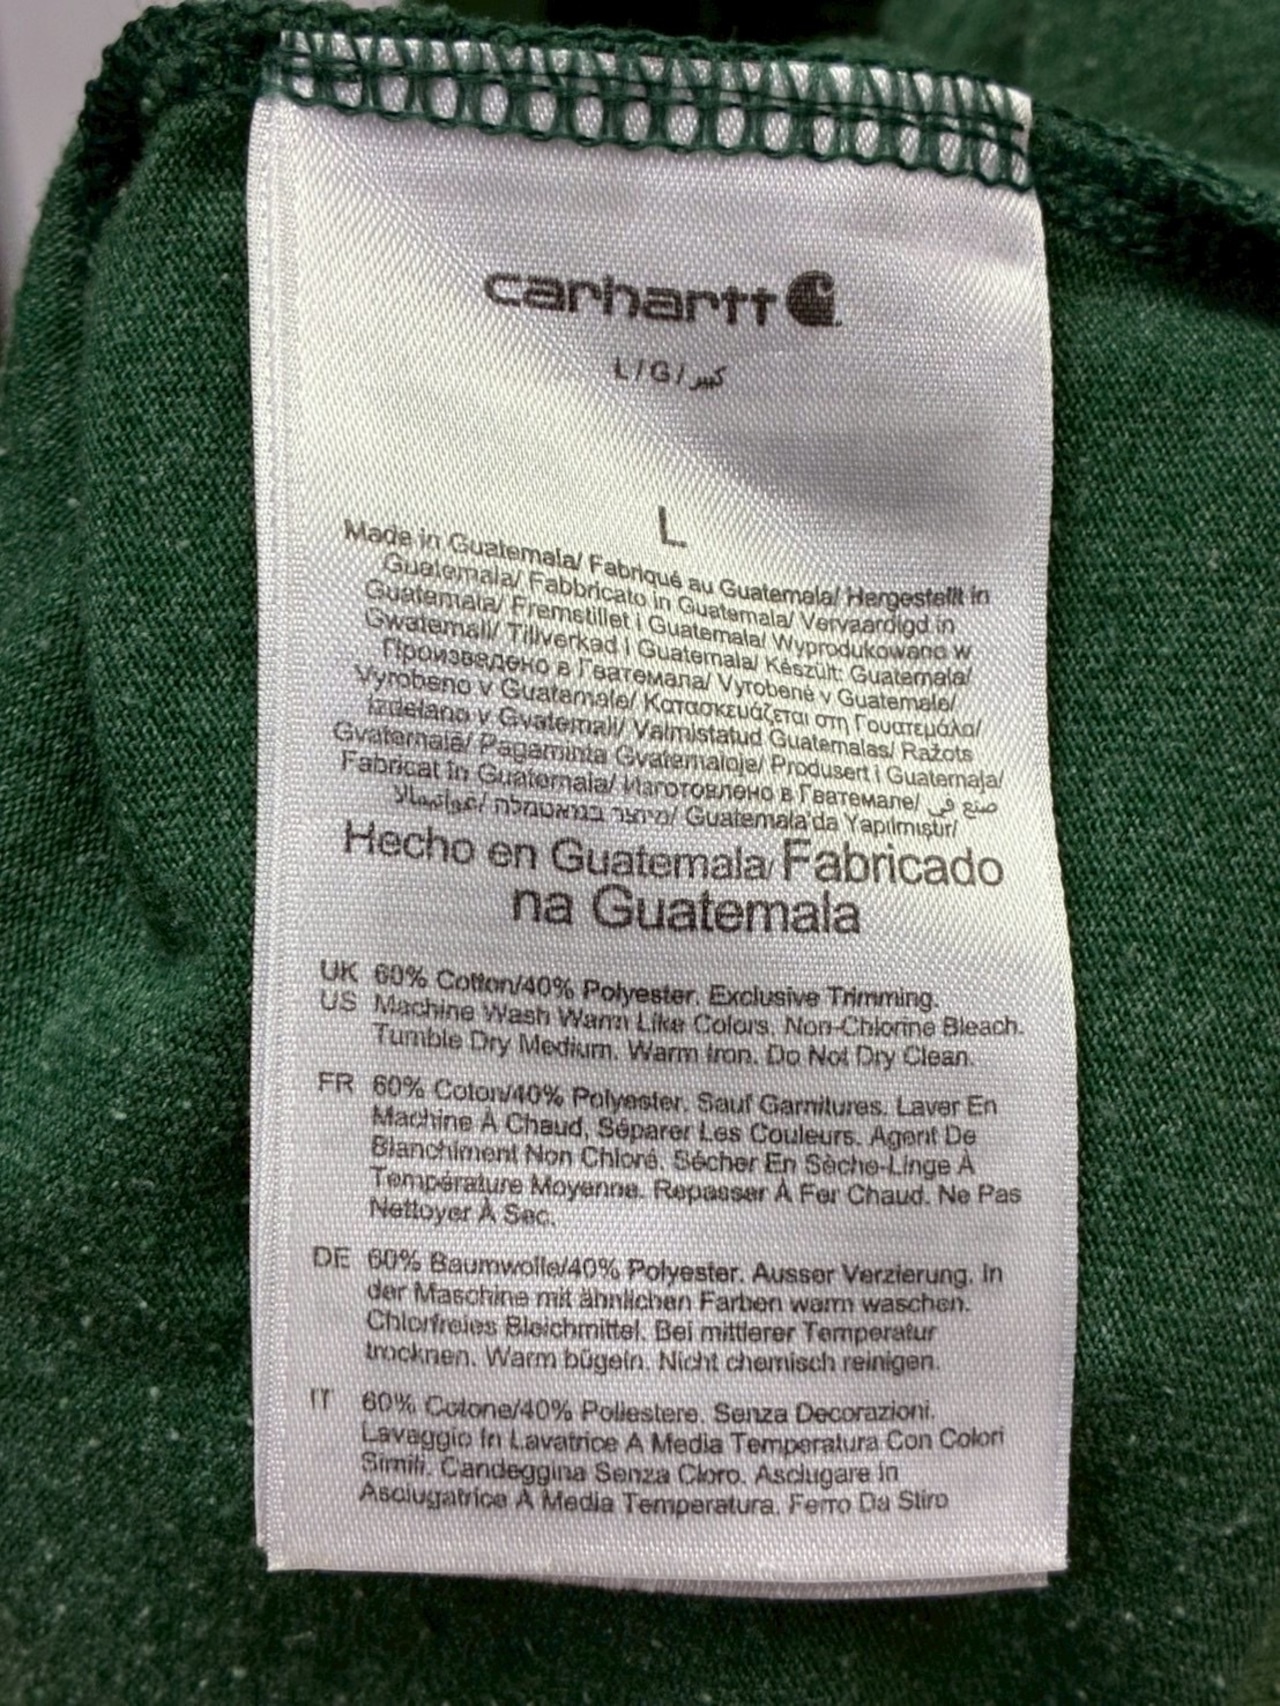 carhartt
L/G/كبير
L
Made in Guatemala/ Fabriqué au Guatemala/ Hergestellt in
Guatemala/ Fabbricato in Guatemala/ Vervaardigd in
Guatemala/ Fremstillet i Guatemala/ Wyprodukowano w
Gwatemali/ Tillverkad i Guatemala/ Készült: Guatemala/
Произведено в Гватемала/ Vyrobené v Guatemale/
Vyrobeno v Guatemale/ Κατασκευάζεται στη Γουατεμάλα/
Izdelano v Gvatemali/ Valmistatud Guatemalas/ Ražots
Gvatemalā/ Pagaminta Gvatemaloje/ Produsert i Guatemala/
Fabricat în Guatemala/ Изготовлено в Гватемале/ صنع في
غواتيمالا/ מיוצר בגואטמלה/ Guatemala'da Yapılmıştır/
Hecho en Guatemala/ Fabricado
na Guatemala
UK 60% Cotton/40% Polyester. Exclusive Trimming.
US Machine Wash Warm Like Colors. Non-Chlorine Bleach.
Tumble Dry Medium. Warm Iron. Do Not Dry Clean.
FR 60% Coton/40% Polyester. Sauf Garnitures. Laver En
Machine À Chaud, Séparer Les Couleurs. Agent De
Blanchiment Non Chloré. Sécher En Sèche-Linge À
Température Moyenne. Repasser À Fer Chaud. Ne Pas
Nettoyer À Sec.
DE 60% Baumwolle/40% Polyester. Ausser Verzierung. In
der Maschine mit ähnlichen Farben warm waschen.
Chlorfreies Bleichmittel. Bei mittlerer Temperatur
trocknen. Warm bügeln. Nicht chemisch reinigen.
IT 60% Cotone/40% Poliestere. Senza Decorazioni.
Lavaggio In Lavatrice A Media Temperatura Con Colori
Simili. Candeggina Senza Cloro. Asciugare In
Asciugatrice A Media Temperatura. Ferro Da Stiro